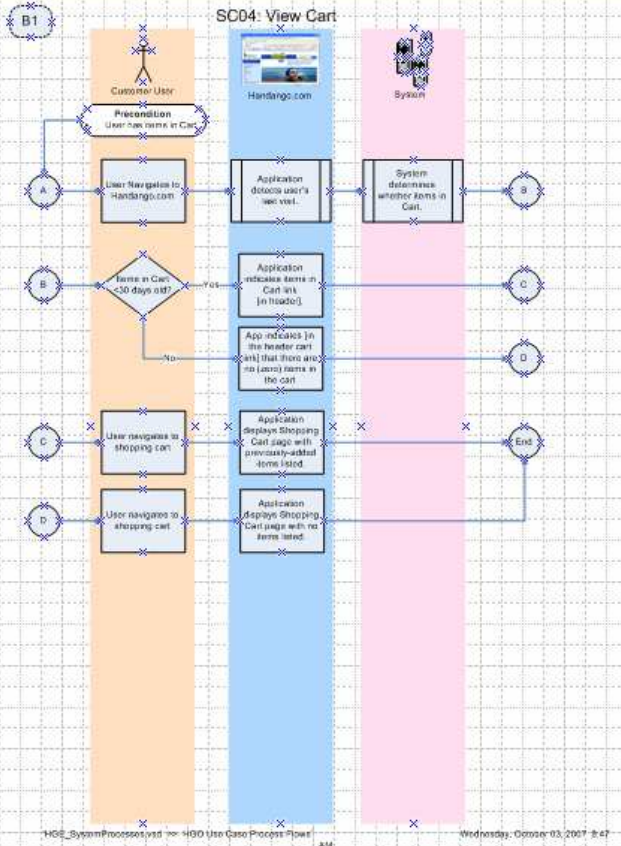 B1
SC04: View Cart
Customer User
Handango.com
System
Precondition
User has items in Cart
A
User Navigates to
Handango.com
Application
detects user's
last visit.
System
determines
whether items in
Cart.
B
B
Items in Cart
<30 days old?
Yes
Application
indicates items in
Cart link
[in header].
C
No
App indicates [in
the header cart
link] that there are
no (zero) items in
the cart
D
C
User navigates to
shopping cart
Application
displays Shopping
Cart page with
previously-added
items listed.
End
D
User navigates to
shopping cart
Application
displays Shopping
Cart page with no
items listed.
HGE_SystemProcesses.vsd >> HGO Use Case Process Flows
Wednesday, October 03, 2007 8:47
AM